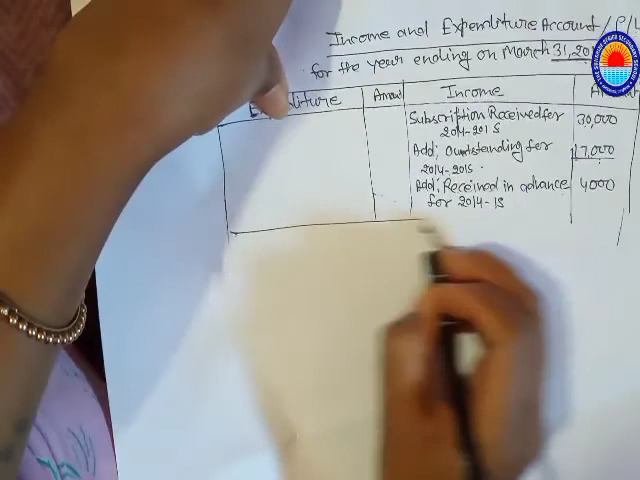 Income and Expenditure Account/P/L
for the year ending on March 31,20
Amou Income
Subscription Received for 30,000
2014-2015
Add; Outstanding for 17,000
2014-2015.
Add; Received in advance 4000
for 2014-15